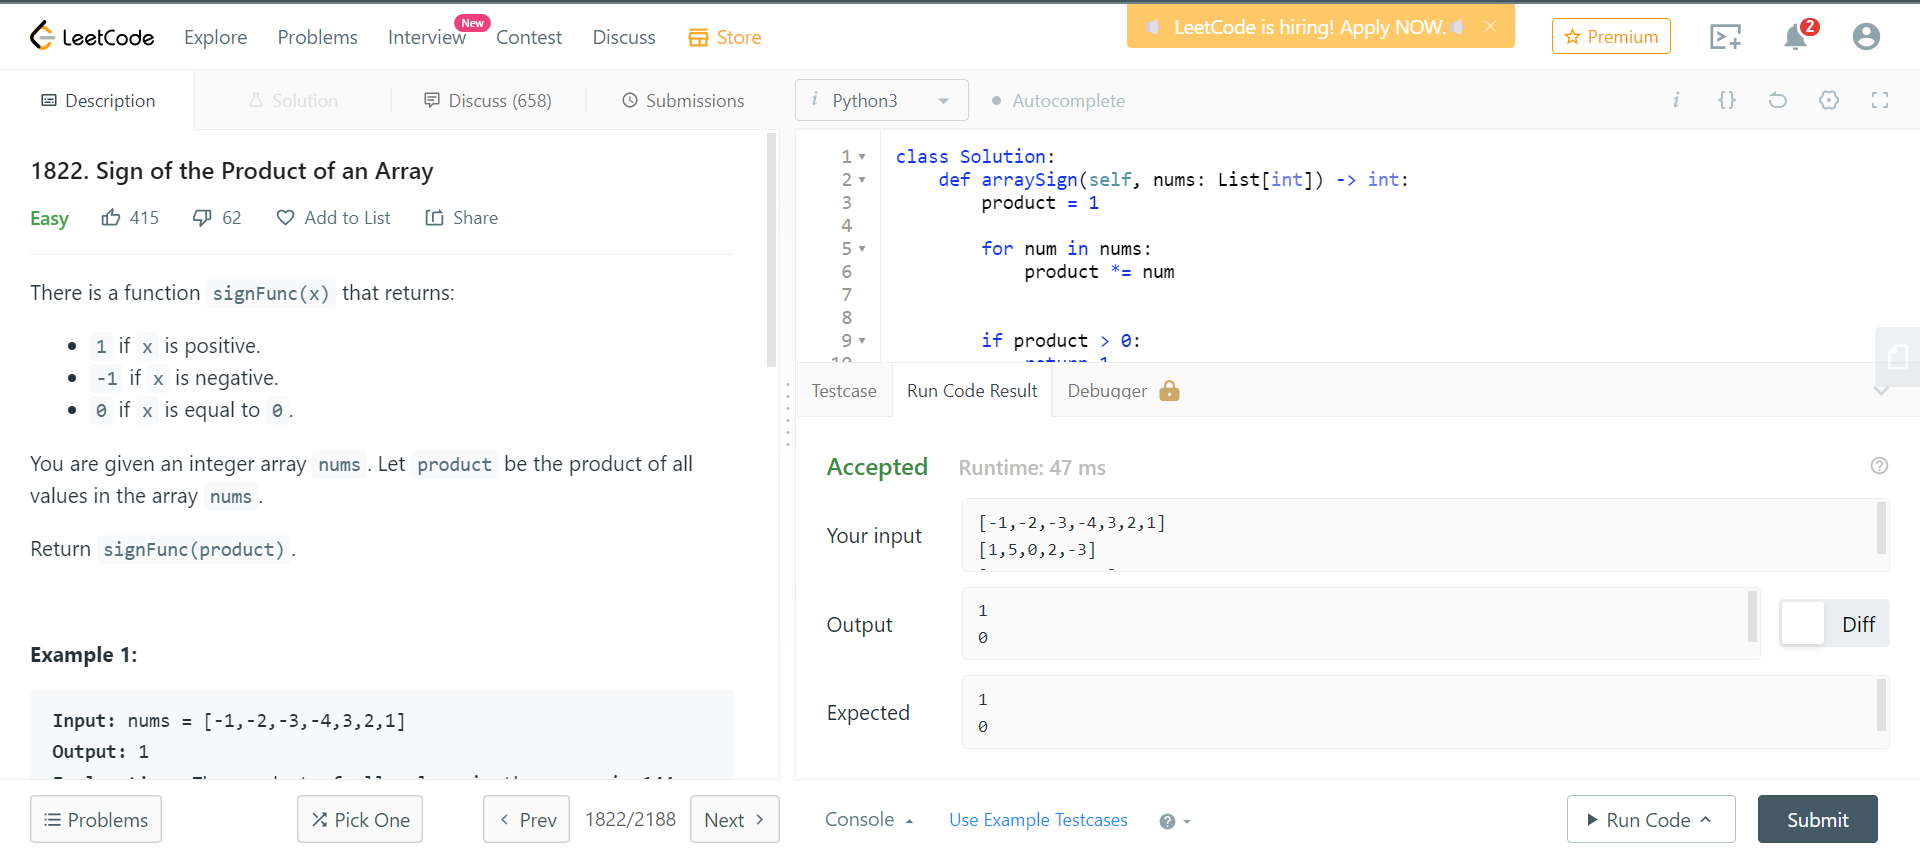 LeetCode Explore Problems Interview New Contest Discuss Store LeetCode is hiring! Apply NOW. × Premium 2
Description Solution Discuss (658) Submissions
i Python3 Autocomplete i {}
1822. Sign of the Product of an Array
Easy 415 62 Add to List Share
There is a function signFunc(x) that returns:
1 if x is positive.
-1 if x is negative.
0 if x is equal to 0.
You are given an integer array nums. Let product be the product of all
values in the array nums.
Return signFunc(product).
Example 1:
Input: nums = [-1,-2,-3,-4,3,2,1]
Output: 1
1 class Solution:
2 def arraySign(self, nums: List[int]) -> int:
3 product = 1
4
5 for num in nums:
6 product *= num
7
8
9 if product > 0:
10 return 1
Testcase Run Code Result Debugger
Accepted Runtime: 47 ms
Your input
[-1,-2,-3,-4,3,2,1]
[1,5,0,2,-3]
Output
1
0
Diff
Expected
1
0
Problems Pick One Prev 1822/2188 Next Console Use Example Testcases ? Run Code Submit